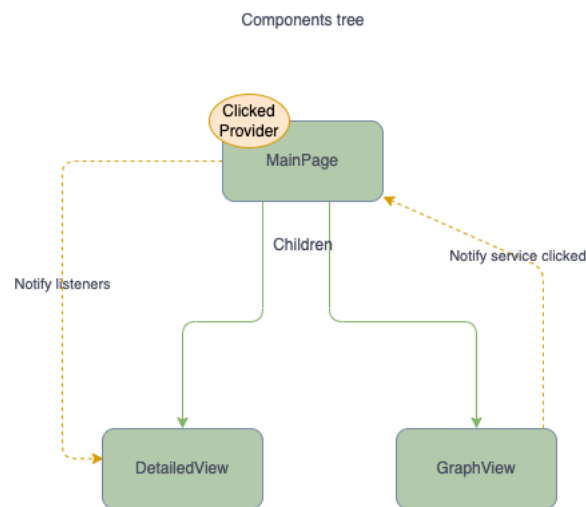 Components tree
Clicked
Provider
MainPage
Children
Notify service clicked
Notify listeners
DetailedView
GraphView